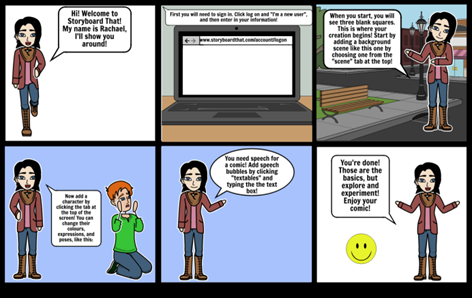 Hi! Welcome to
Storyboard That!
My name is Rachael,
I'll show you
around!
First you will need to sign in. Click log on and "I'm a new user",
and then enter in your information!
www.storyboardthat.com/account/logon
When you start, you will
see three blank squares.
This is where your
creation begins! Start by
adding a background
scene like this one by
choosing one from the
"scene" tab at the top!
Now add a
character by
clicking the tab at
the top of the
screen! You can
change their
colours,
expressions, and
poses, like this:
You need speech for
a comic! Add speech
bubbles by clicking
"textables" and
typing the the text
box!
You're done!
Those are the
basics, but
explore and
experiment!
Enjoy your
comic!